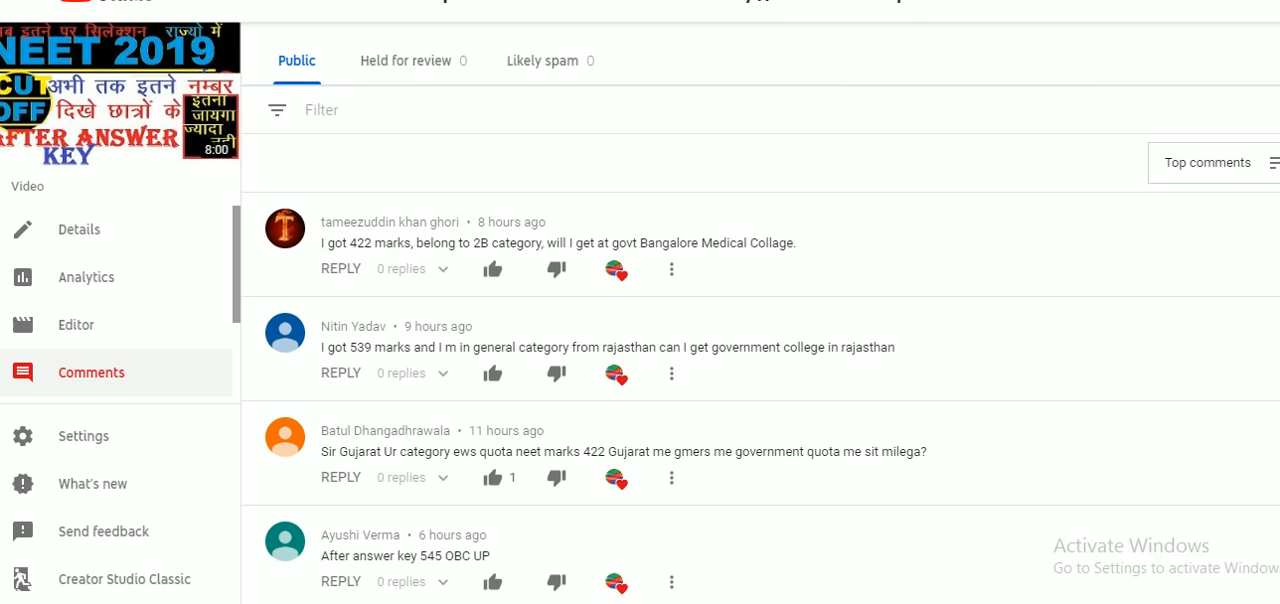 ब इतने पर सिलेक्शन राज्यो में
NEET 2019
CUT OFF
अभी तक इतने नम्बर
दिखे छात्रों के
इतना
जायगा
ज्यादा
AFTER ANSWER
KEY
8:00
Video
Details
Analytics
Editor
Comments
Settings
What's new
Send feedback
Creator Studio Classic
Public
Held for review 0
Likely spam 0
Filter
Top comments
tameezuddin khan ghori • 8 hours ago
I got 422 marks, belong to 2B category, will I get at govt Bangalore Medical Collage.
REPLY 0 replies
Nitin Yadav • 9 hours ago
I got 539 marks and I m in general category from rajasthan can I get government college in rajasthan
REPLY 0 replies
Batul Dhangadhrawala • 11 hours ago
Sir Gujarat Ur category ews quota neet marks 422 Gujarat me gmers me government quota me sit milega?
REPLY 0 replies 1
Ayushi Verma • 6 hours ago
After answer key 545 OBC UP
REPLY 0 replies
Activate Windows
Go to Settings to activate Window